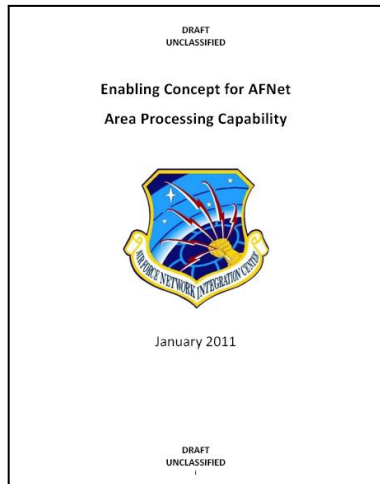 DRAFT
UNCLASSIFIED
Enabling Concept for AFNet
Area Processing Capability
AIR FORCE NETWORK INTEGRATION CENTER
January 2011
DRAFT
UNCLASSIFIED
i